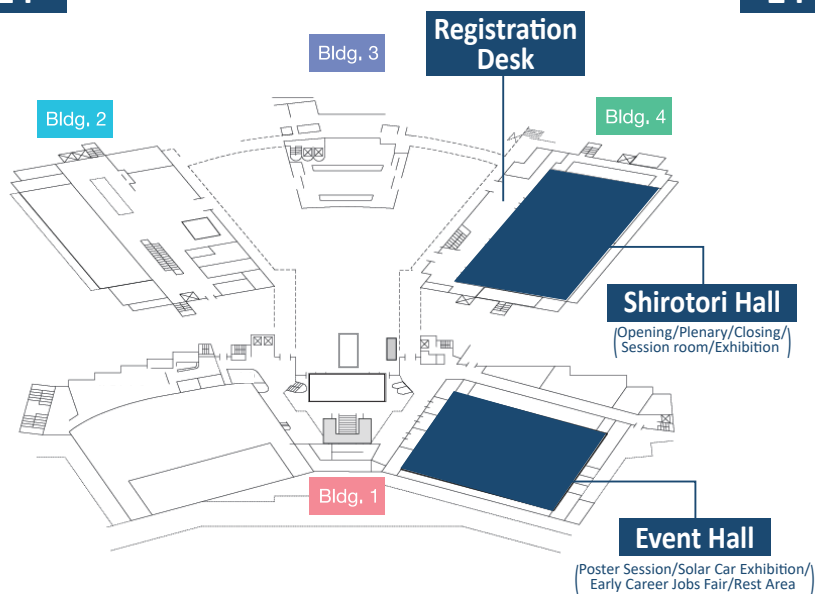 Registration
Desk
Bldg. 3
Bldg. 2
Bldg. 4
Shirotori Hall
(Opening/Plenary/Closing/
Session room/Exhibition)
Bldg. 1
Event Hall
(Poster Session/Solar Car Exhibition/
Early Career Jobs Fair/Rest Area)